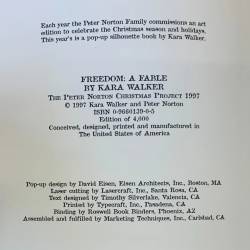 Each year the Peter Norton Family commissions an art
edition to celebrate the Christmas season and holidays.
This year's is a pop-up silhouette book by Kara Walker.
FREEDOM: A FABLE
BY KARA WALKER
THE PETER NORTON CHRISTMAS PROJECT 1997
© 1997 Kara Walker and Peter Norton
ISBN 0-9660139-0-5
Edition of 4,000
Conceived, designed, printed and manufactured in
The United States of America
Pop-up design by David Eisen, Eisen Architects, Inc., Boston, MA
Laser cutting by Lasercraft, Inc., Santa Rosa, CA
Text designed by Timothy Silverlake, Valencia, CA
Printed by Typecraft, Inc., Pasadena, CA
Binding by Roswell Book Binders, Phoenix, AZ
Assembled and fulfilled by Marketing Techniques, Inc., Carlsbad, CA